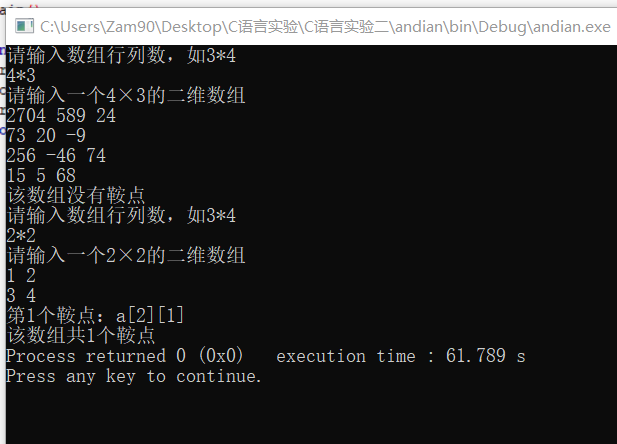 C:\Users\Zam90\Desktop\C语言实验\C语言实验二\andian\bin\Debug\andian.exe
请输入数组行列数，如3*4
4*3
请输入一个4×3的二维数组
2704 589 24
73 20 -9
256 -46 74
15 5 68
该数组没有鞍点
请输入数组行列数，如3*4
2*2
请输入一个2×2的二维数组
1 2
3 4
第1个鞍点：a[2][1]
该数组共1个鞍点
Process returned 0 (0x0)   execution time : 61.789 s
Press any key to continue.